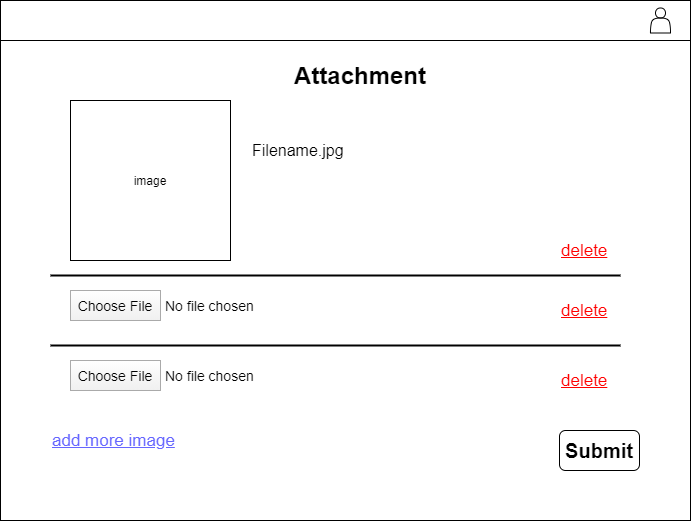 Attachment
image
Filename.jpg
delete
Choose File No file chosen
delete
Choose File No file chosen
delete
add more image
Submit